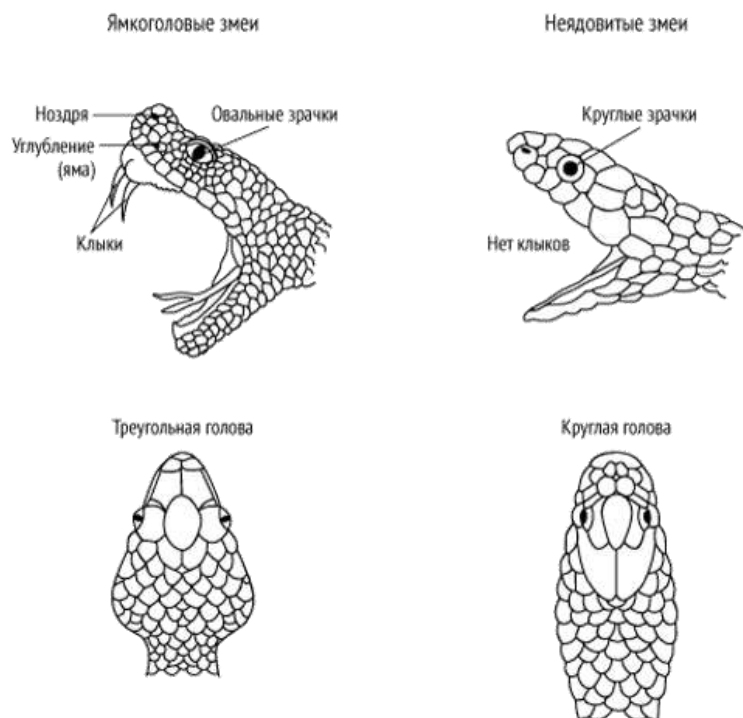 Ямкоголовые змеи
Неядовитые змеи
Ноздря
Овальные зрачки
Углубление
(яма)
Клыки
Круглые зрачки
Нет клыков
Треугольная голова
Круглая голова